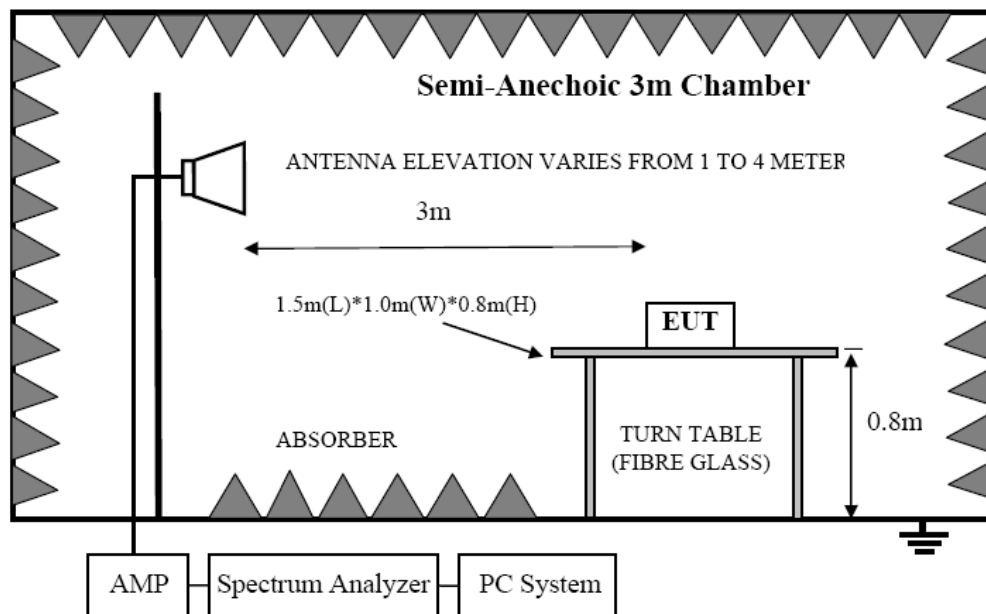 Semi-Anechoic 3m Chamber
ANTENNA ELEVATION VARIES FROM 1 TO 4 METER
3m
1.5m(L)*1.0m(W)*0.8m(H)
EUT
0.8m
ABSORBER
TURN TABLE
(FIBRE GLASS)
AMP
Spectrum Analyzer
PC System